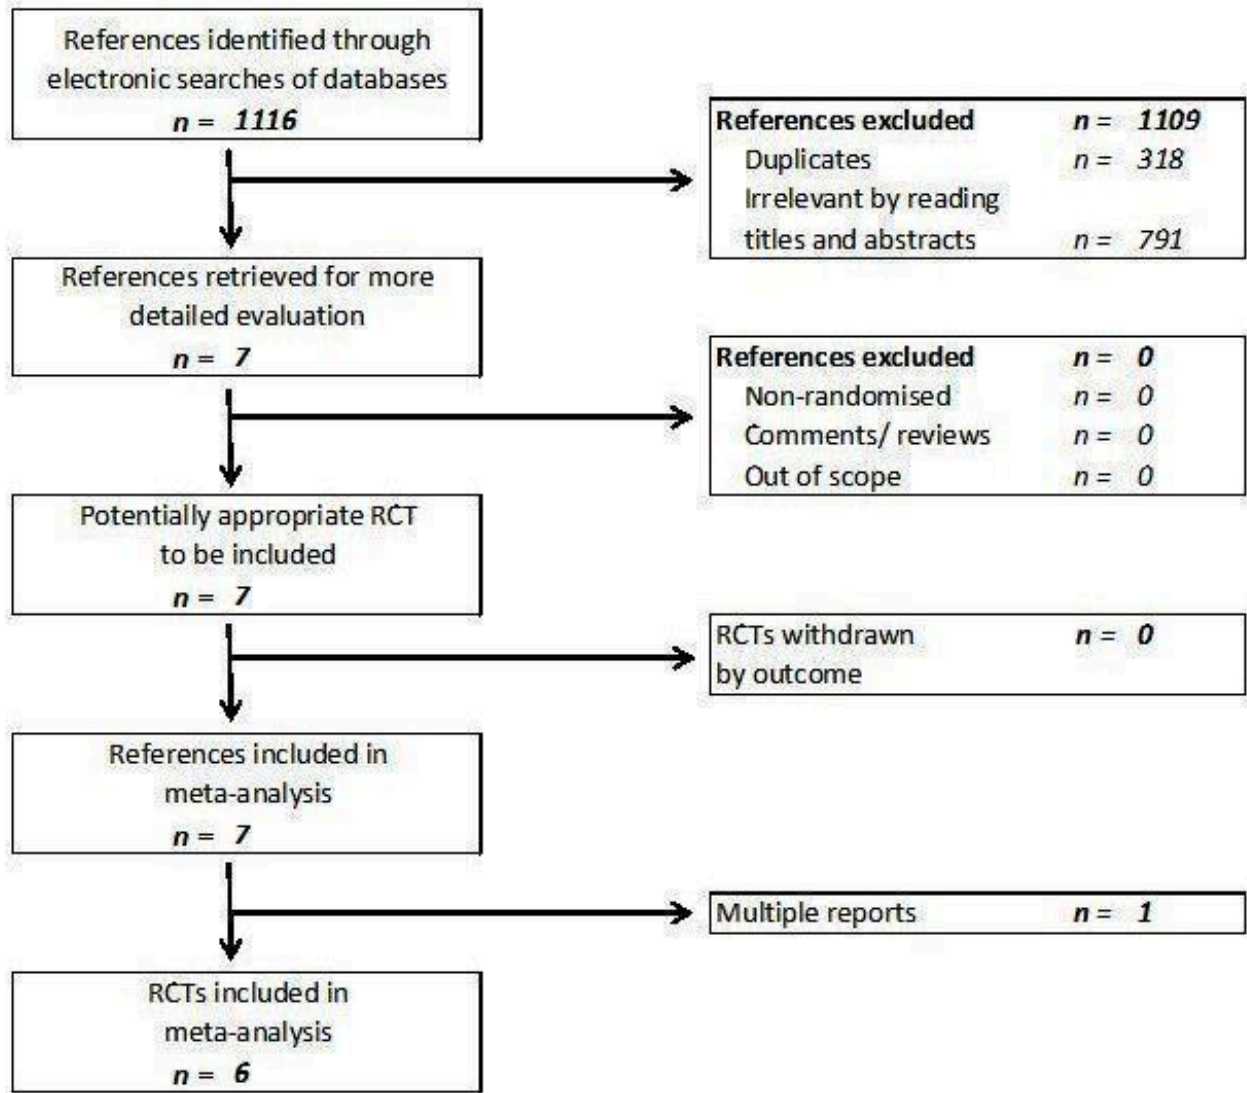 References identified through
electronic searches of databases
n = 1116
References excluded n = 1109
Duplicates n = 318
Irrelevant by reading
titles and abstracts n = 791
References retrieved for more
detailed evaluation
n = 7
References excluded n = 0
Non-randomised n = 0
Comments/ reviews n = 0
Out of scope n = 0
Potentially appropriate RCT
to be included
n = 7
RCTs withdrawn n = 0
by outcome
References included in
meta-analysis
n = 7
Multiple reports n = 1
RCTs included in
meta-analysis
n = 6